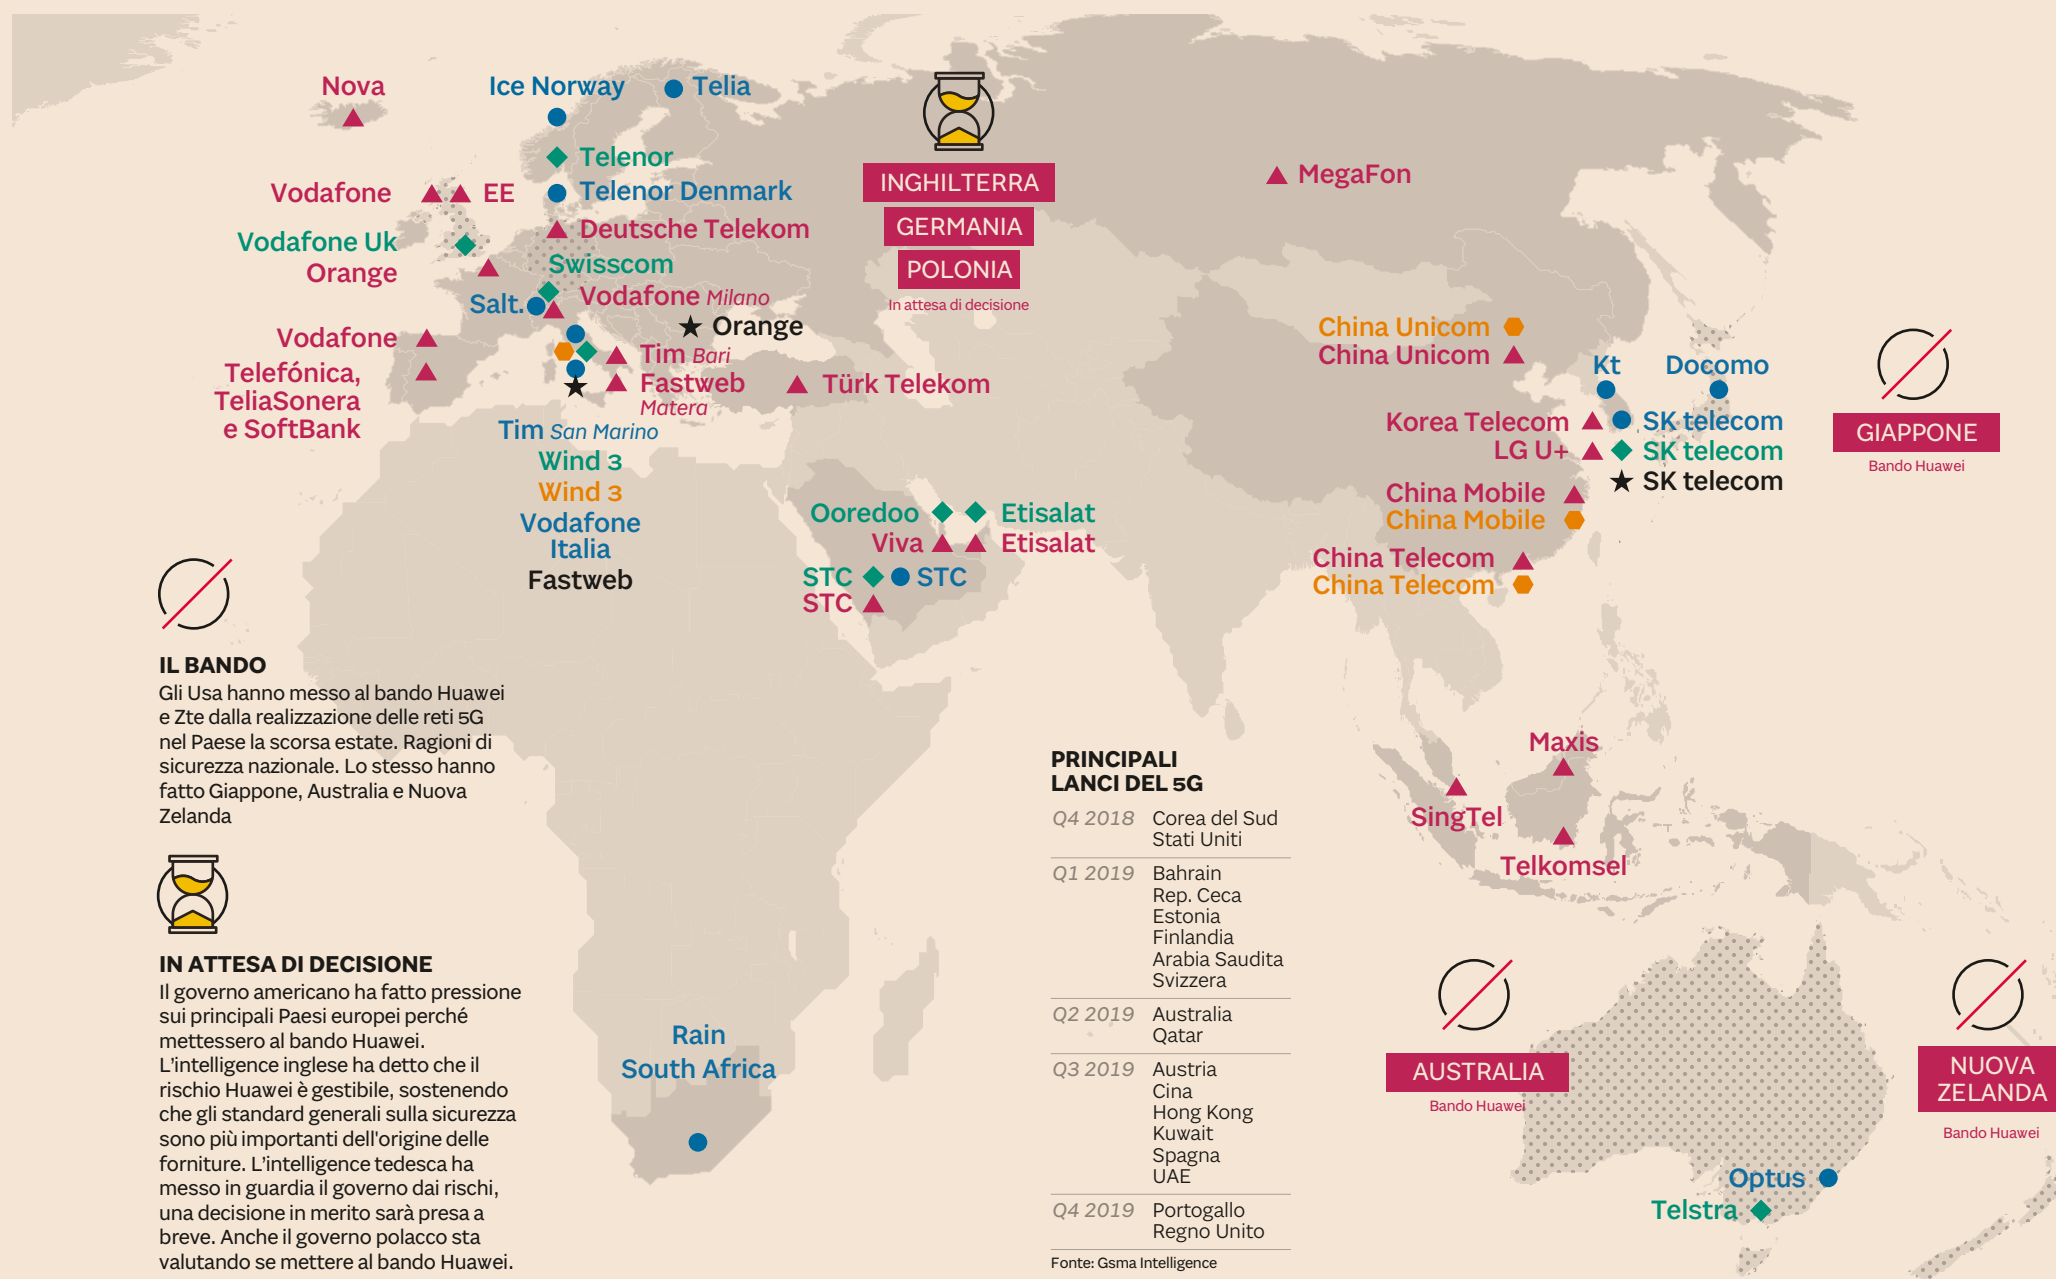 Nova
Ice Norway
Telia
Telenor
Vodafone
EE
Telenor Denmark
Deutsche Telekom
Vodafone Uk
Orange
Swisscom
Salt.
Vodafone Milano
Orange
Vodafone
Tim Bari
Telefónica,
TeliaSonera
e SoftBank
Fastweb
Matera
Türk Telekom
Tim San Marino
Wind 3
Wind 3
Vodafone
Italia
Fastweb
INGHILTERRA
GERMANIA
POLONIA
In attesa di decisione
MegaFon
China Unicom
China Unicom
Kt
Docomo
Korea Telecom
SK telecom
LG U+
SK telecom
SK telecom
China Mobile
China Mobile
China Telecom
China Telecom
GIAPPONE
Bando Huawei
Ooredoo
Etisalat
Viva
Etisalat
STC
STC
STC
IL BANDO
Gli Usa hanno messo al bando Huawei
e Zte dalla realizzazione delle reti 5G
nel Paese la scorsa estate. Ragioni di
sicurezza nazionale. Lo stesso hanno
fatto Giappone, Australia e Nuova
Zelanda
IN ATTESA DI DECISIONE
Il governo americano ha fatto pressione
sui principali Paesi europei perché
mettessero al bando Huawei.
L'intelligence inglese ha detto che il
rischio Huawei è gestibile, sostenendo
che gli standard generali sulla sicurezza
sono più importanti dell'origine delle
forniture. L'intelligence tedesca ha
messo in guardia il governo dai rischi,
una decisione in merito sarà presa a
breve. Anche il governo polacco sta
valutando se mettere al bando Huawei.
Rain
South Africa
PRINCIPALI
LANCI DEL 5G
Q4 2018 Corea del Sud
Stati Uniti
Q1 2019 Bahrain
Rep. Ceca
Estonia
Finlandia
Arabia Saudita
Svizzera
Q2 2019 Australia
Qatar
Q3 2019 Austria
Cina
Hong Kong
Kuwait
Spagna
UAE
Q4 2019 Portogallo
Regno Unito
Fonte: Gsma Intelligence
Maxis
SingTel
Telkomsel
AUSTRALIA
Bando Huawei
NUOVA
ZELANDA
Bando Huawei
Optus
Telstra